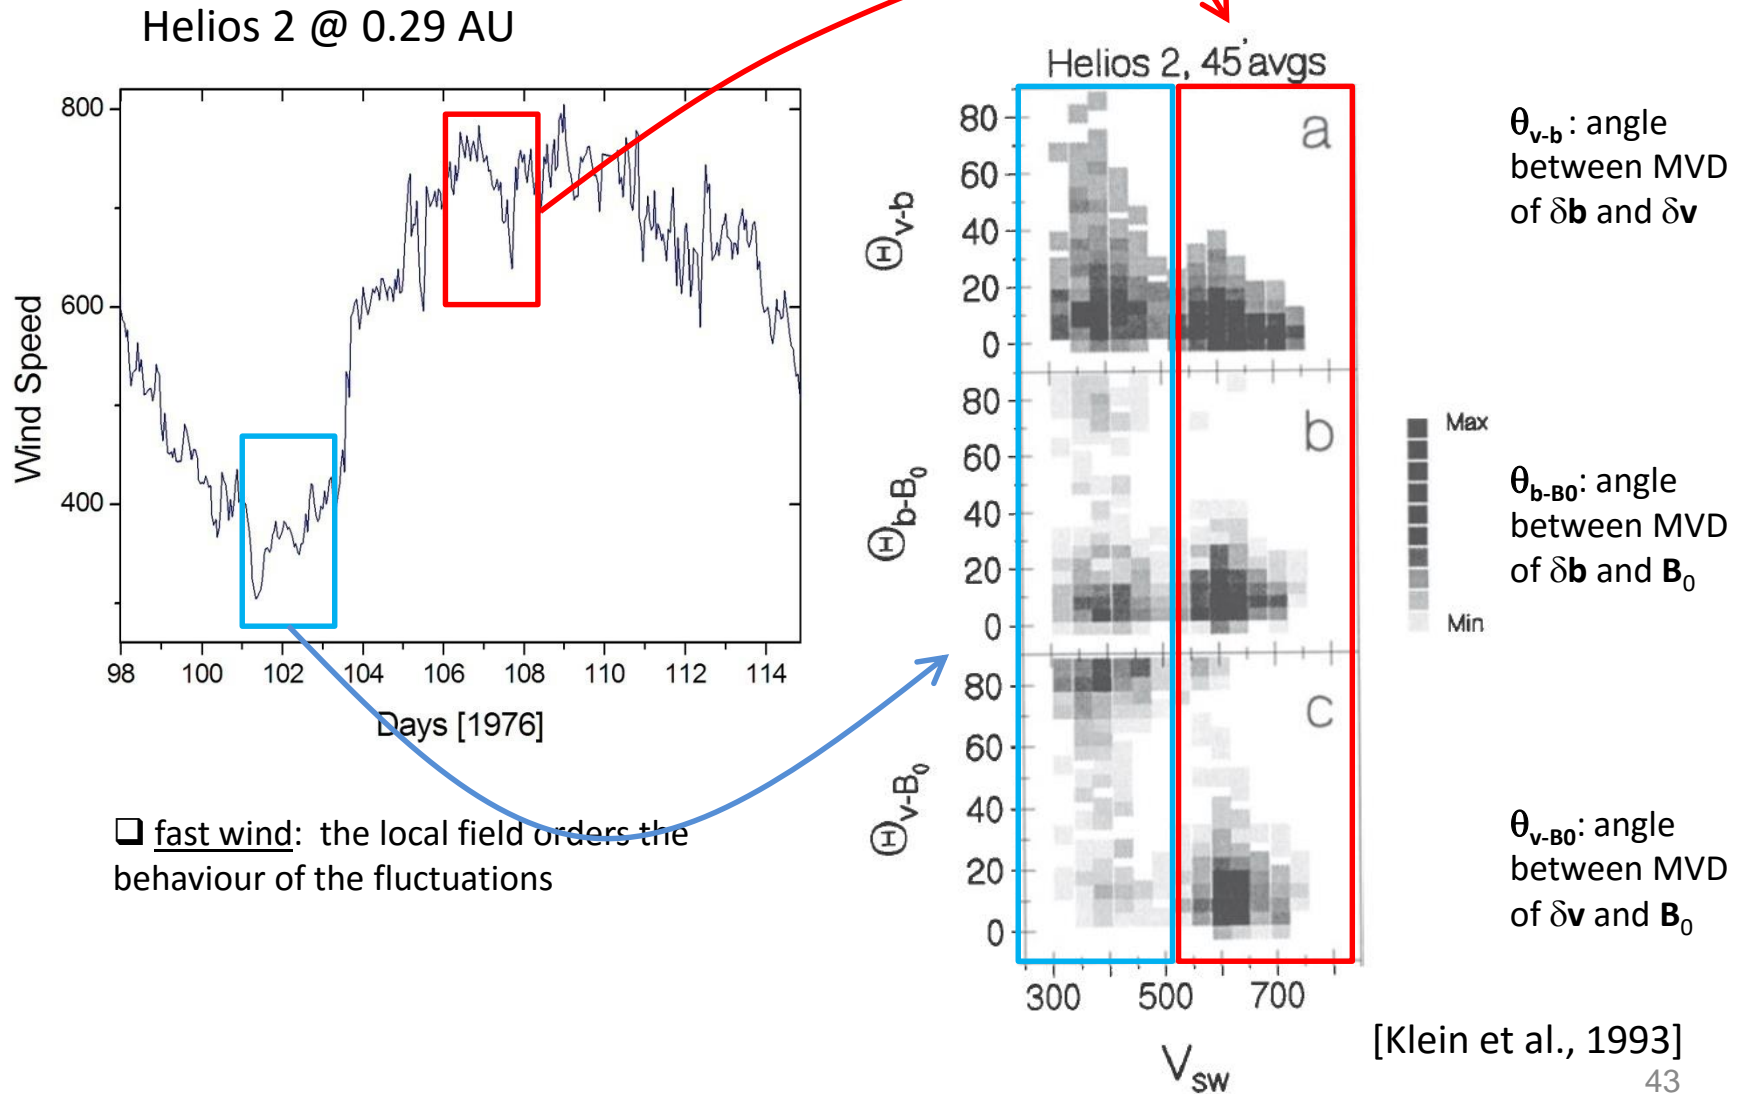 Helios 2 @ 0.29 AU
800
600
400
Wind Speed
98 100 102 104 106 108 110 112 114
Days [1976]
❑ fast wind: the local field orders the
behaviour of the fluctuations
Helios 2, 45' avgs
a
80
60
40
20
0
Θv-b
b
80
60
40
20
0
Θb-B0
c
80
60
40
20
0
Θv-B0
300 500 700
VSW
Max
Min
θv-b : angle
between MVD
of δb and δv
θb-B0: angle
between MVD
of δb and B0
θv-B0: angle
between MVD
of δv and B0
[Klein et al., 1993]
43